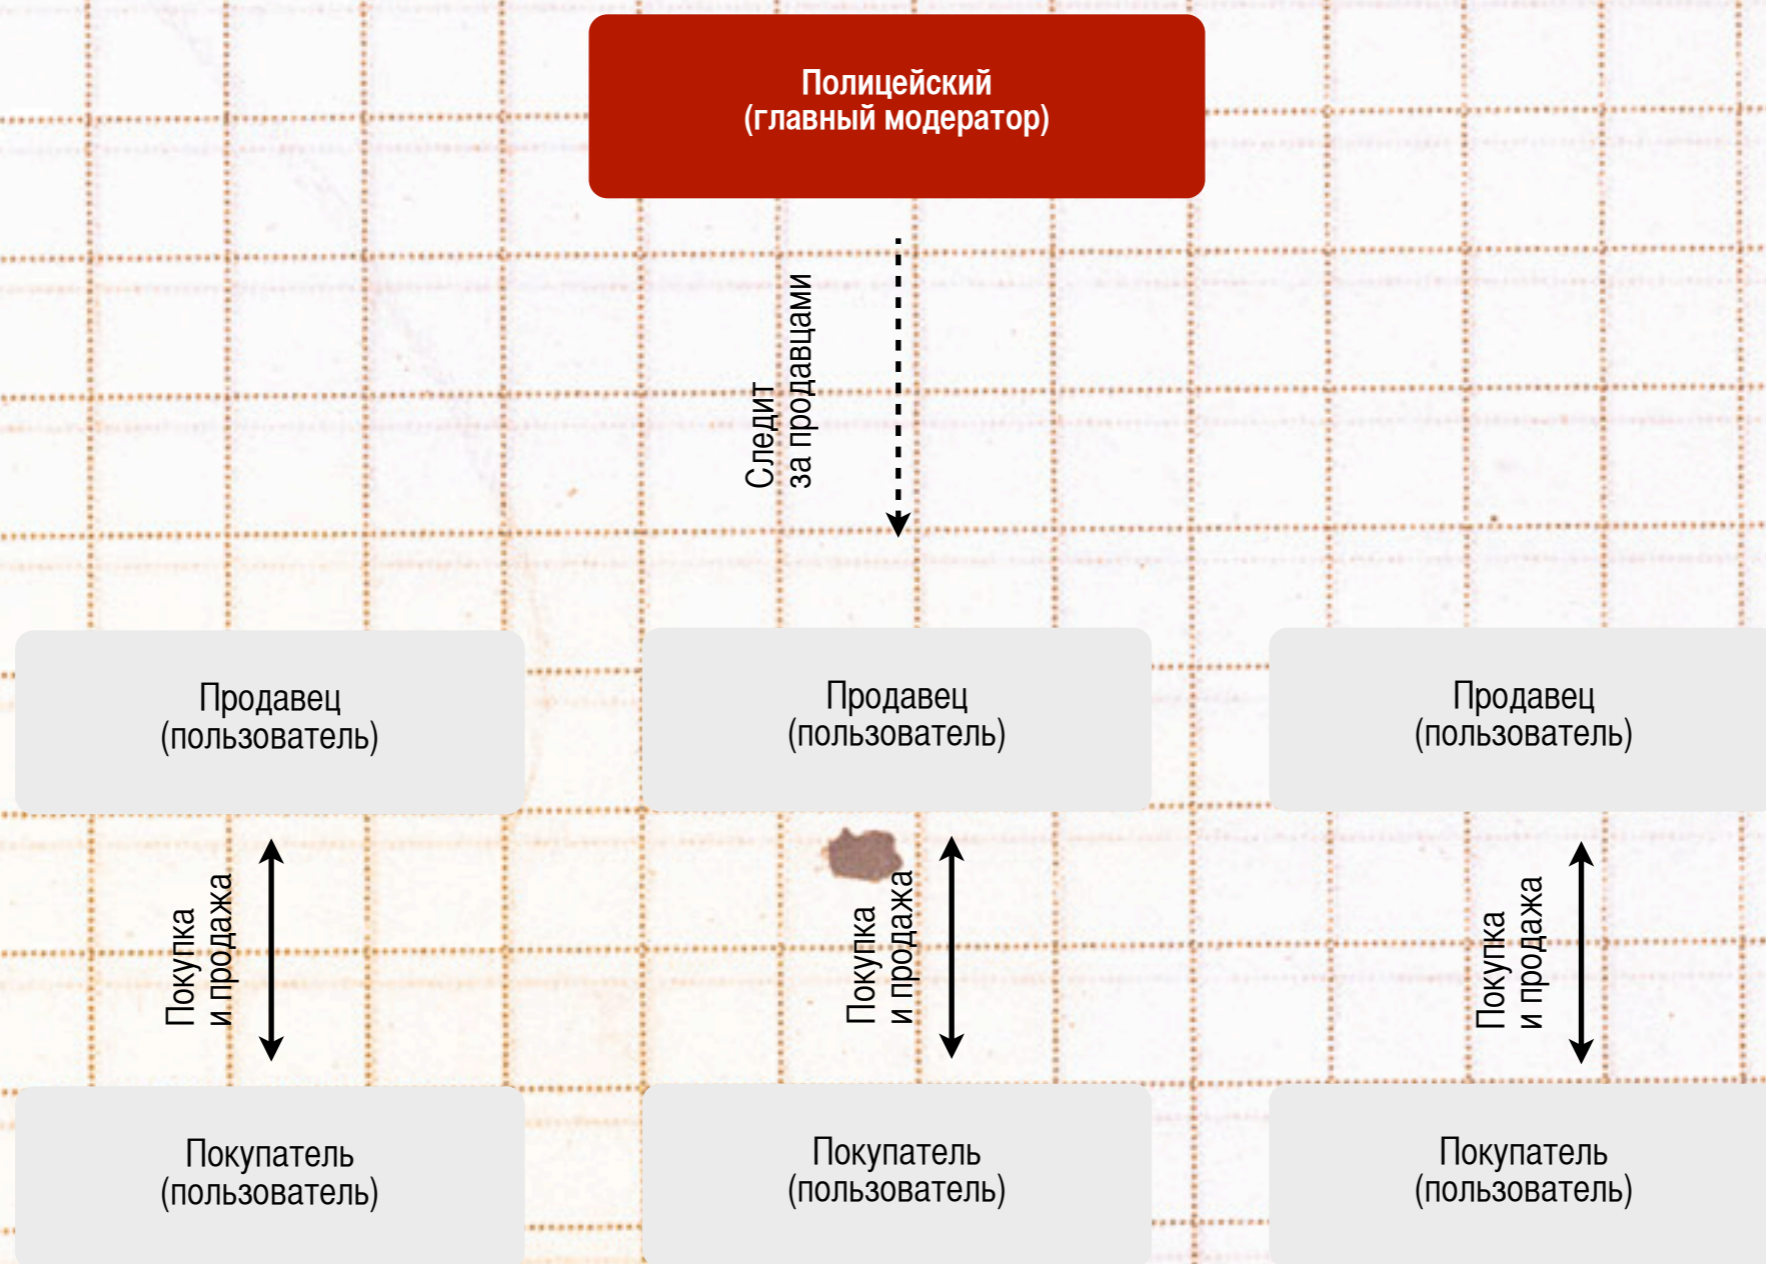 Полицейский
(главный модератор)
Следит
за продавцами
Продавец
(пользователь)
Продавец
(пользователь)
Продавец
(пользователь)
Покупка
и продажа
Покупка
и продажа
Покупка
и продажа
Покупатель
(пользователь)
Покупатель
(пользователь)
Покупатель
(пользователь)